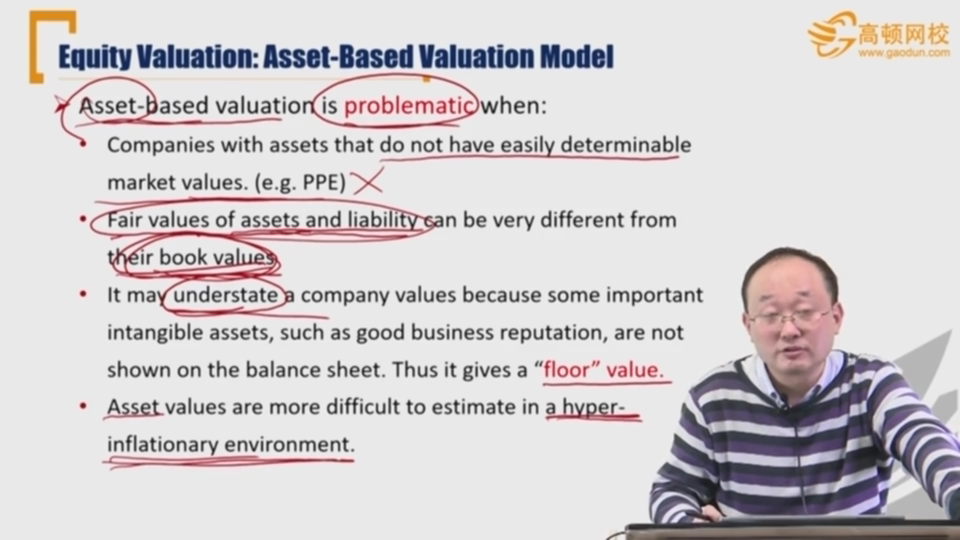 Equity Valuation: Asset-Based Valuation Model
高顿网校
www.gaodun.com
Asset-based valuation is problematic when:
• Companies with assets that do not have easily determinable
market values. (e.g. PPE)
• Fair values of assets and liability can be very different from
their book values
• It may understate a company values because some important
intangible assets, such as good business reputation, are not
shown on the balance sheet. Thus it gives a “floor” value.
• Asset values are more difficult to estimate in a hyper-
inflationary environment.